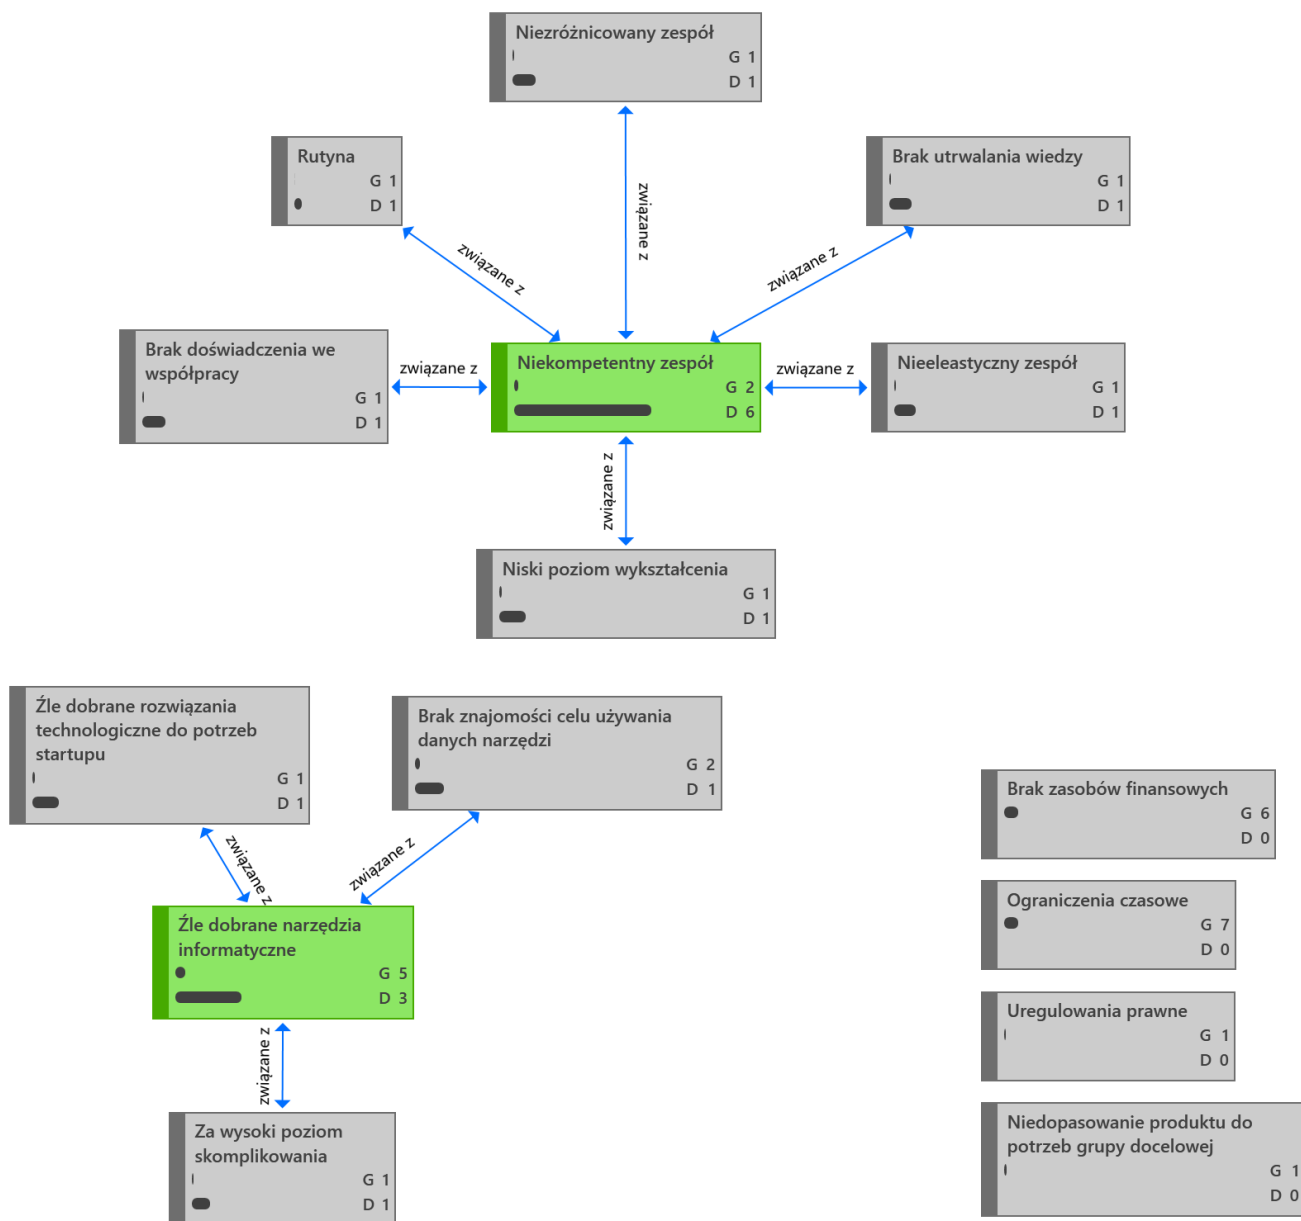 Niezróżnicowany zespół
G 1
D 1
Rutyna
G 1
D 1
Brak utrwalania wiedzy
G 1
D 1
związane z
związane z
związane z
Brak doświadczenia we
współpracy
G 1
D 1
związane z
Niekompetentny zespół
G 2
D 6
związane z
Nieeleastyczny zespół
G 1
D 1
związane z
Niski poziom wykształcenia
G 1
D 1
Źle dobrane rozwiązania
technologiczne do potrzeb
startupu
G 1
D 1
Brak znajomości celu używania
danych narzędzi
G 2
D 1
związane z
związane z
Źle dobrane narzędzia
informatyczne
G 5
D 3
związane z
Za wysoki poziom
skomplikowania
G 1
D 1
Brak zasobów finansowych
G 6
D 0
Ograniczenia czasowe
G 7
D 0
Uregulowania prawne
G 1
D 0
Niedopasowanie produktu do
potrzeb grupy docelowej
G 1
D 0